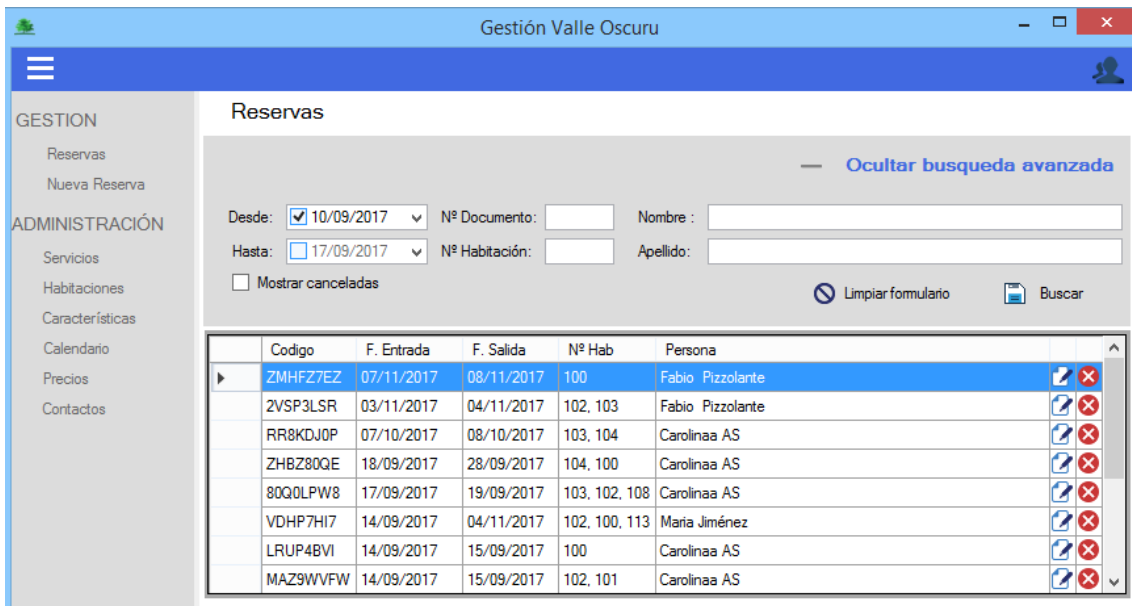 Gestión Valle Oscuru
GESTION
Reservas
Nueva Reserva
ADMINISTRACIÓN
Servicios
Habitaciones
Características
Calendario
Precios
Contactos
Reservas
Ocultar busqueda avanzada
Desde: 10/09/2017 Nº Documento: Nombre :
Hasta: 17/09/2017 Nº Habitación: Apellido:
Mostrar canceladas
Limpiar formulario Buscar
Codigo F. Entrada F. Salida Nº Hab Persona
ZMHFZ7EZ 07/11/2017 08/11/2017 100 Fabio Pizzolante
2VSP3LSR 03/11/2017 04/11/2017 102, 103 Fabio Pizzolante
RR8KDJ0P 07/10/2017 08/10/2017 103, 104 Carolinaa AS
ZHBZ80QE 18/09/2017 28/09/2017 104, 100 Carolinaa AS
80Q0LPW8 17/09/2017 19/09/2017 103, 102, 108 Carolinaa AS
VDHP7HI7 14/09/2017 04/11/2017 102, 100, 113 Maria Jiménez
LRUP4BVI 14/09/2017 15/09/2017 100 Carolinaa AS
MAZ9WVFW 14/09/2017 15/09/2017 102, 101 Carolinaa AS